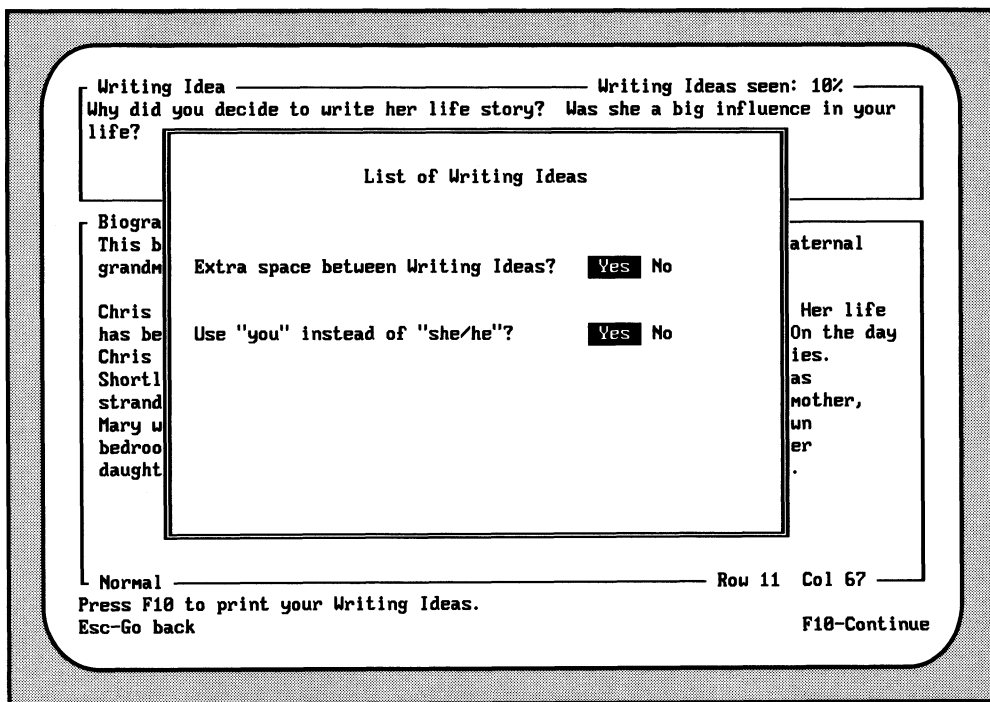 Writing Idea Writing Ideas seen: 10%
Why did you decide to write her life story? Was she a big influence in your
life?
List of Writing Ideas
Biogra
This b aternal
grandm Extra space between Writing Ideas? Yes No
Chris Her life
has be Use "you" instead of "she/he"? Yes No On the day
Chris ies.
Shortl as
strand mother,
Mary w wn
bedroo er
daught .
Normal Row 11 Col 67
Press F10 to print your Writing Ideas.
Esc-Go back F10-Continue